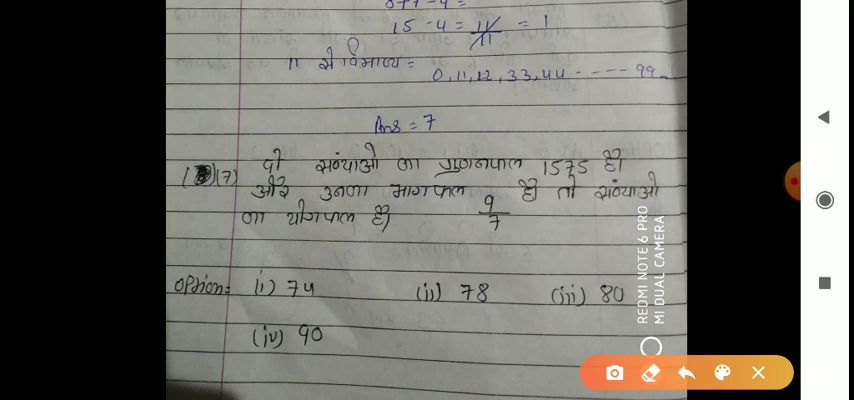 15 - 4 = 11/11 = 1
11 से विभाज्य = 0, 11, 22, 33, 44 ---- 99
Ans = 7
(7) दो संख्याओ का गुणनफल 1575 है।
और उनका भागफल 9/7 है। तो संख्याओ
का योगफल है।
option = (i) 74 (ii) 78 (iii) 80
(iv) 90
REDMI NOTE 6 PRO
MI DUAL CAMERA